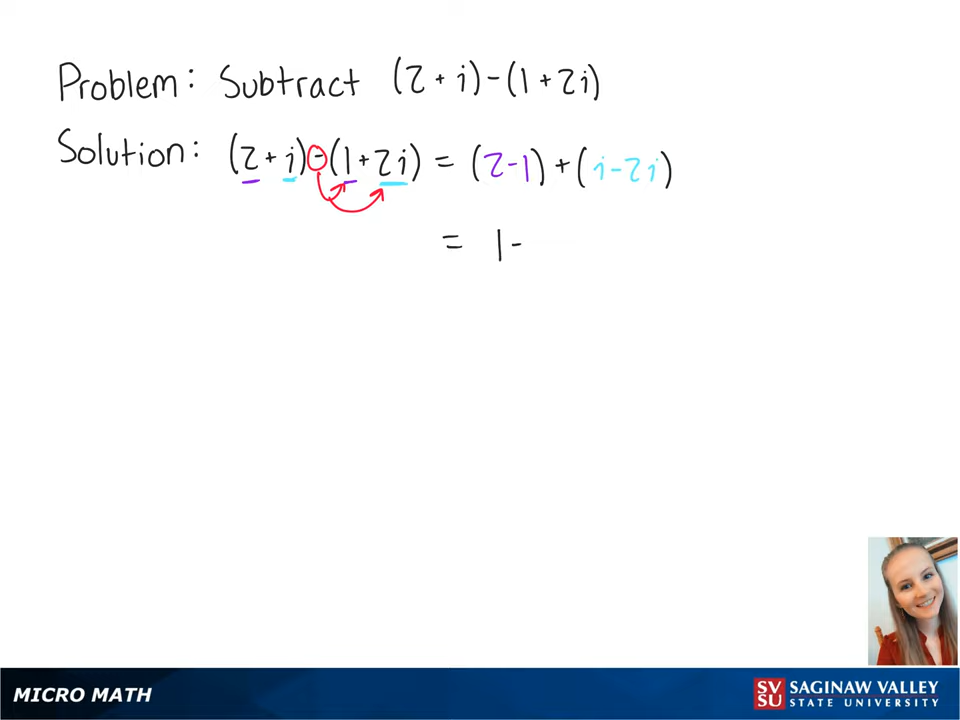 Problem: Subtract (2 + i) - (1 + 2i)
Solution: (2 + i) - (1 + 2i) = (2 - 1) + (i - 2i)
= 1 -
MICRO MATH
SV SU SAGINAW VALLEY
STATE UNIVERSITY